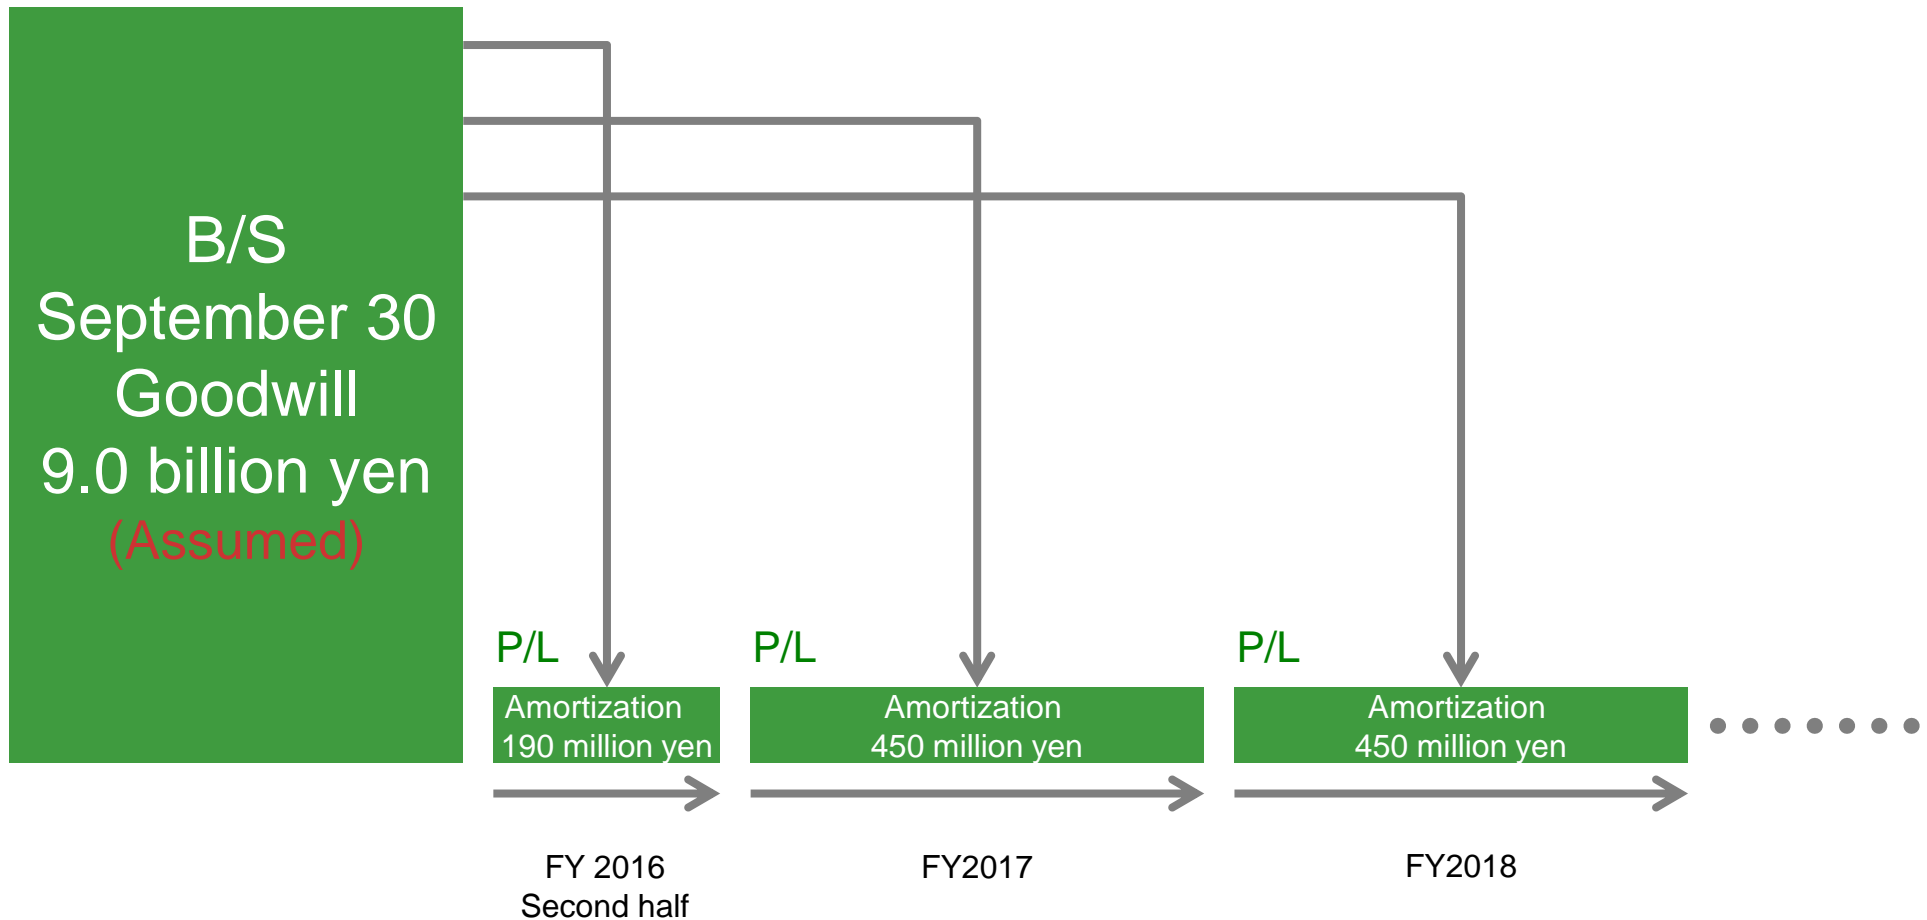 B/S
September 30
Goodwill
9.0 billion yen
(Assumed)
P/L
Amortization
190 million yen
P/L
Amortization
450 million yen
P/L
Amortization
450 million yen
FY 2016
Second half
FY2017
FY2018